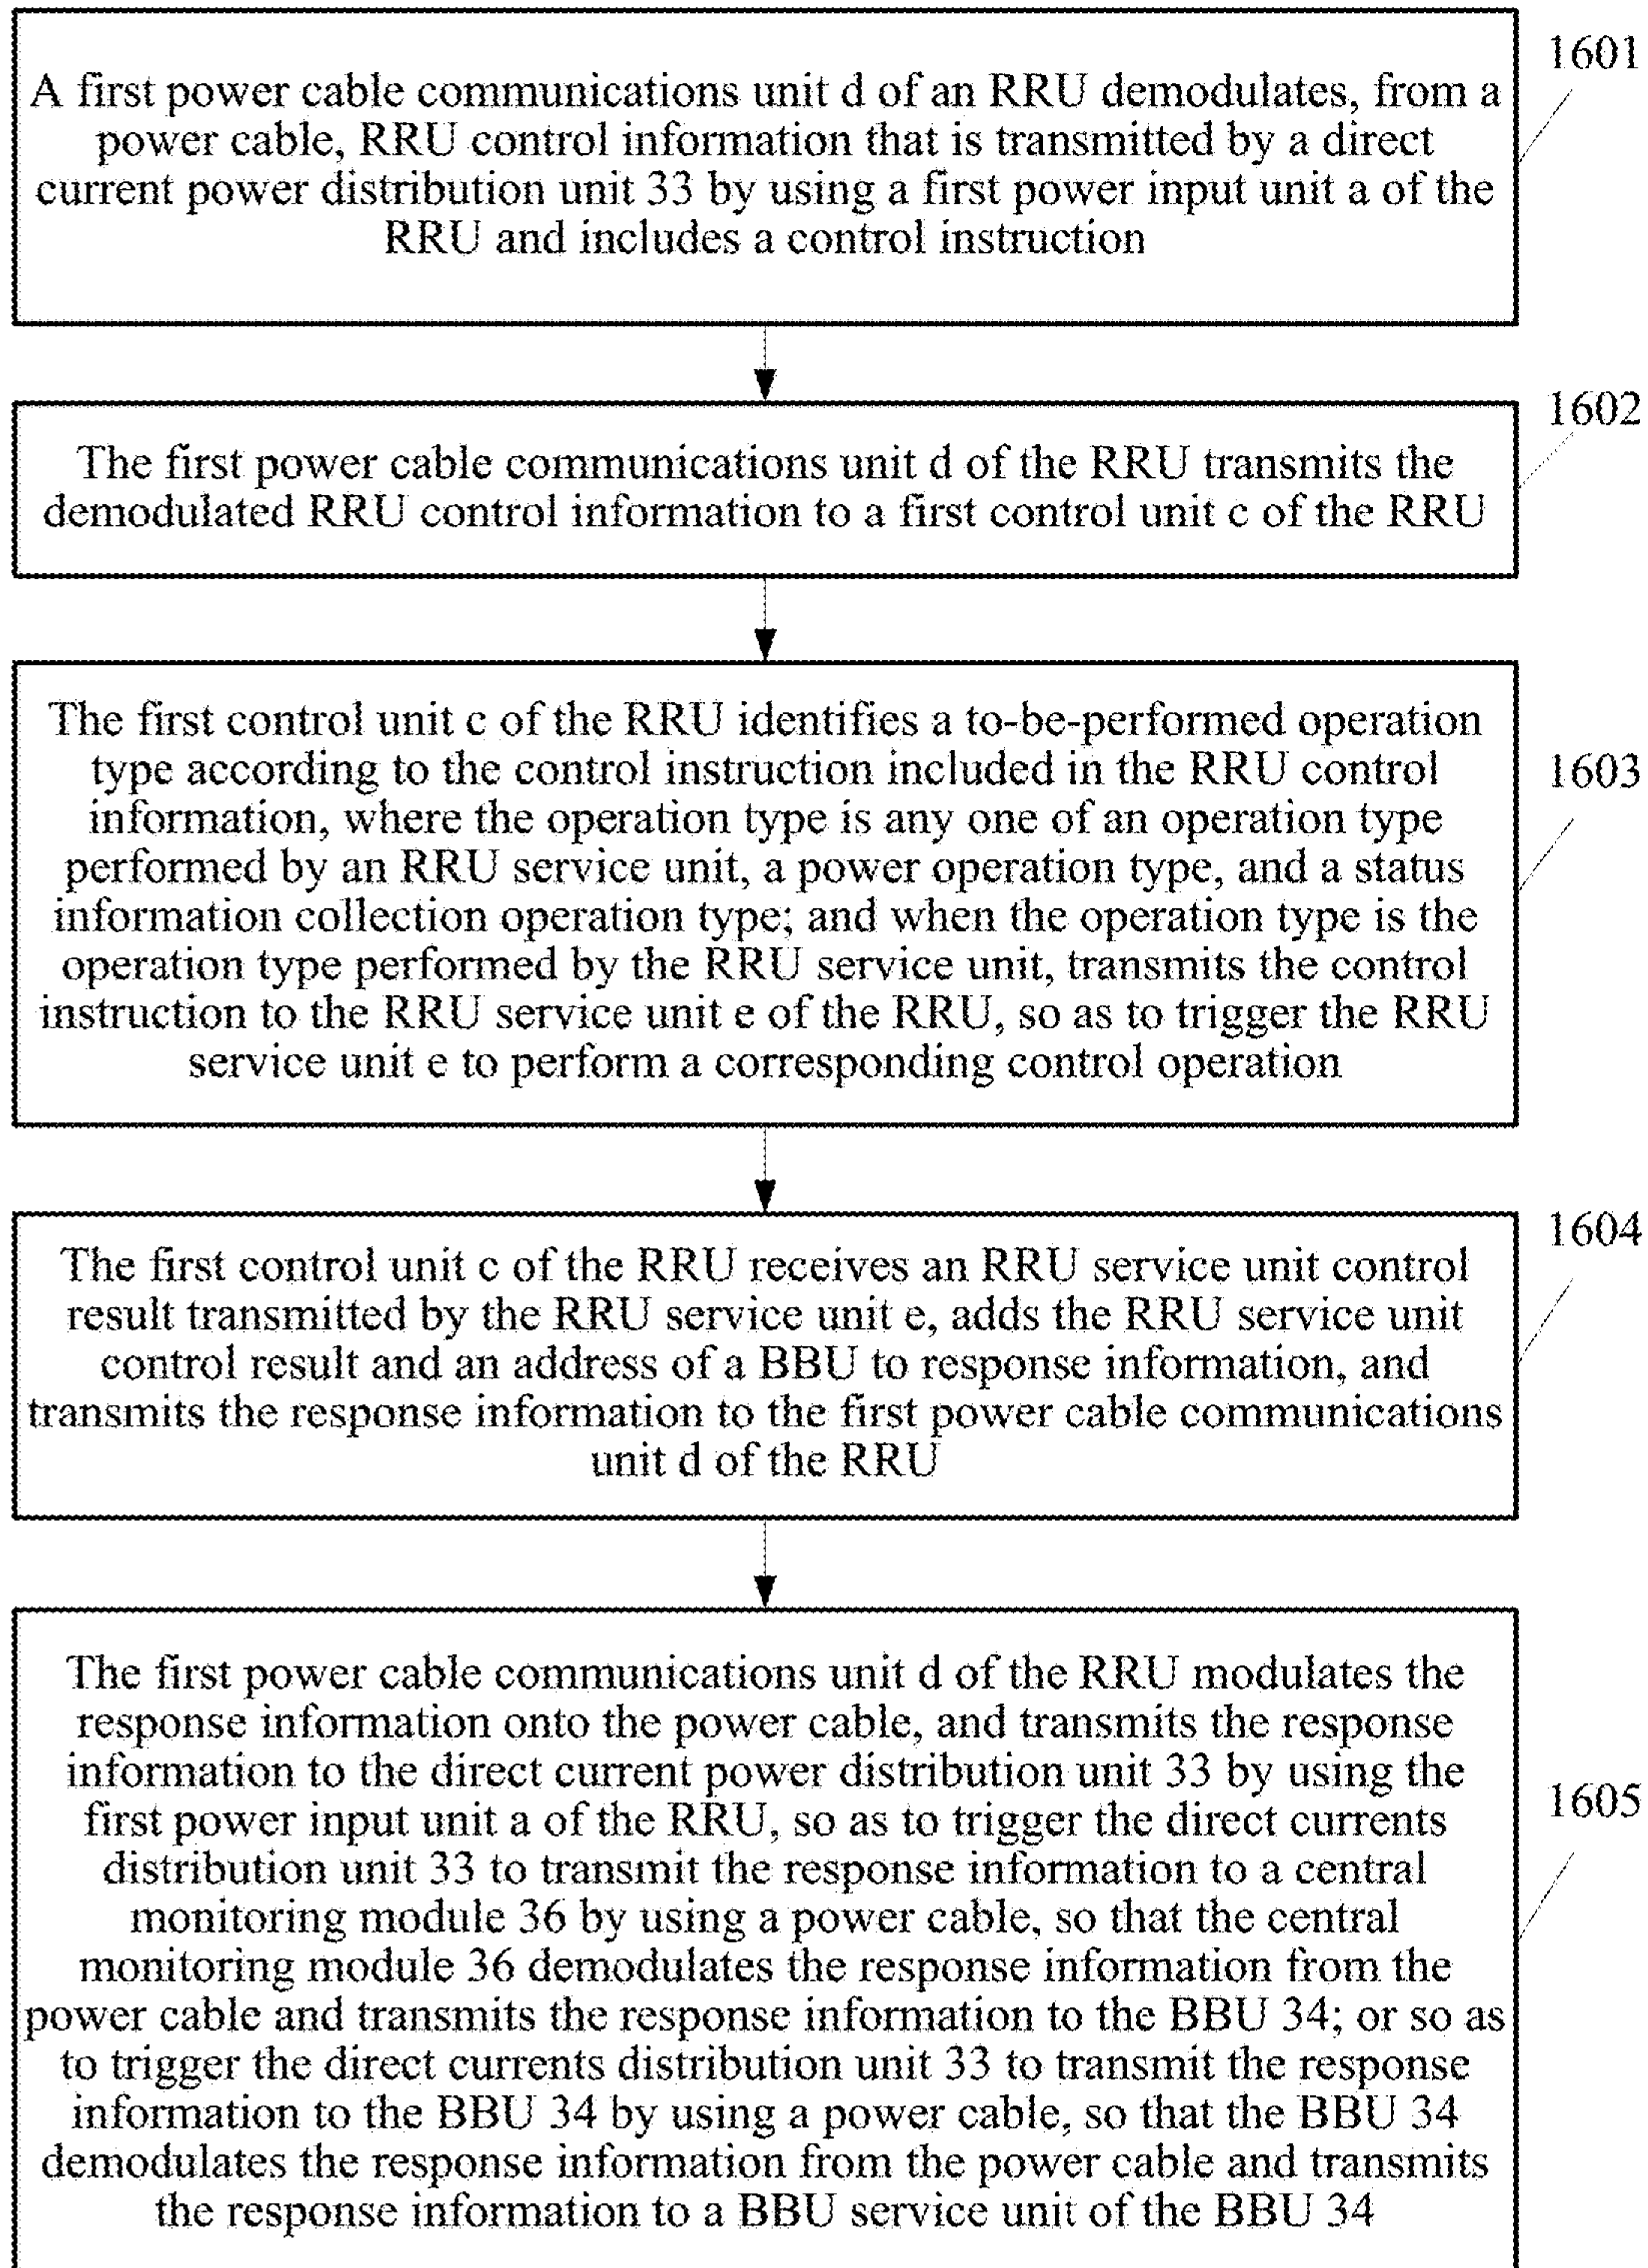 1601
A first power cable communications unit d of an RRU demodulates, from a
power cable, RRU control information that is transmitted by a direct
current power distribution unit 33 by using a first power input unit a of the
RRU and includes a control instruction
1602
The first power cable communications unit d of the RRU transmits the
demodulated RRU control information to a first control unit c of the RRU
The first control unit c of the RRU identifies a to-be-performed operation
type according to the control instruction included in the RRU control
1603
information, where the operation type is any one of an operation type
performed by an RRU service unit, a power operation type, and a status
information collection operation type; and when the operation type is the
operation type performed by the RRU service unit, transmits the control
instruction to the RRU service unit e of the RRU, so as to trigger the RRU
service unit e to perform a corresponding control operation
1604
The first control unit c of the RRU receives an RRU service unit control
result transmitted by the RRU service unit e, adds the RRU service unit
control result and an address of a BBU to response information, and
transmits the response information to the first power cable communications
unit d of the RRU
The first power cable communications unit d of the RRU modulates the
response information onto the power cable, and transmits the response
information to the direct current power distribution unit 33 by using the
1605
first power input unit a of the RRU, so as to trigger the direct currents
distribution unit 33 to transmit the response information to a central
monitoring module 36 by using a power cable, so that the central
monitoring module 36 demodulates the response information from the
power cable and transmits the response information to the BBU 34; or so as
to trigger the direct currents distribution unit 33 to transmit the response
information to the BBU 34 by using a power cable, so that the BBU 34
demodulates the response information from the power cable and transmits
the response information to a BBU service unit of the BBU 34